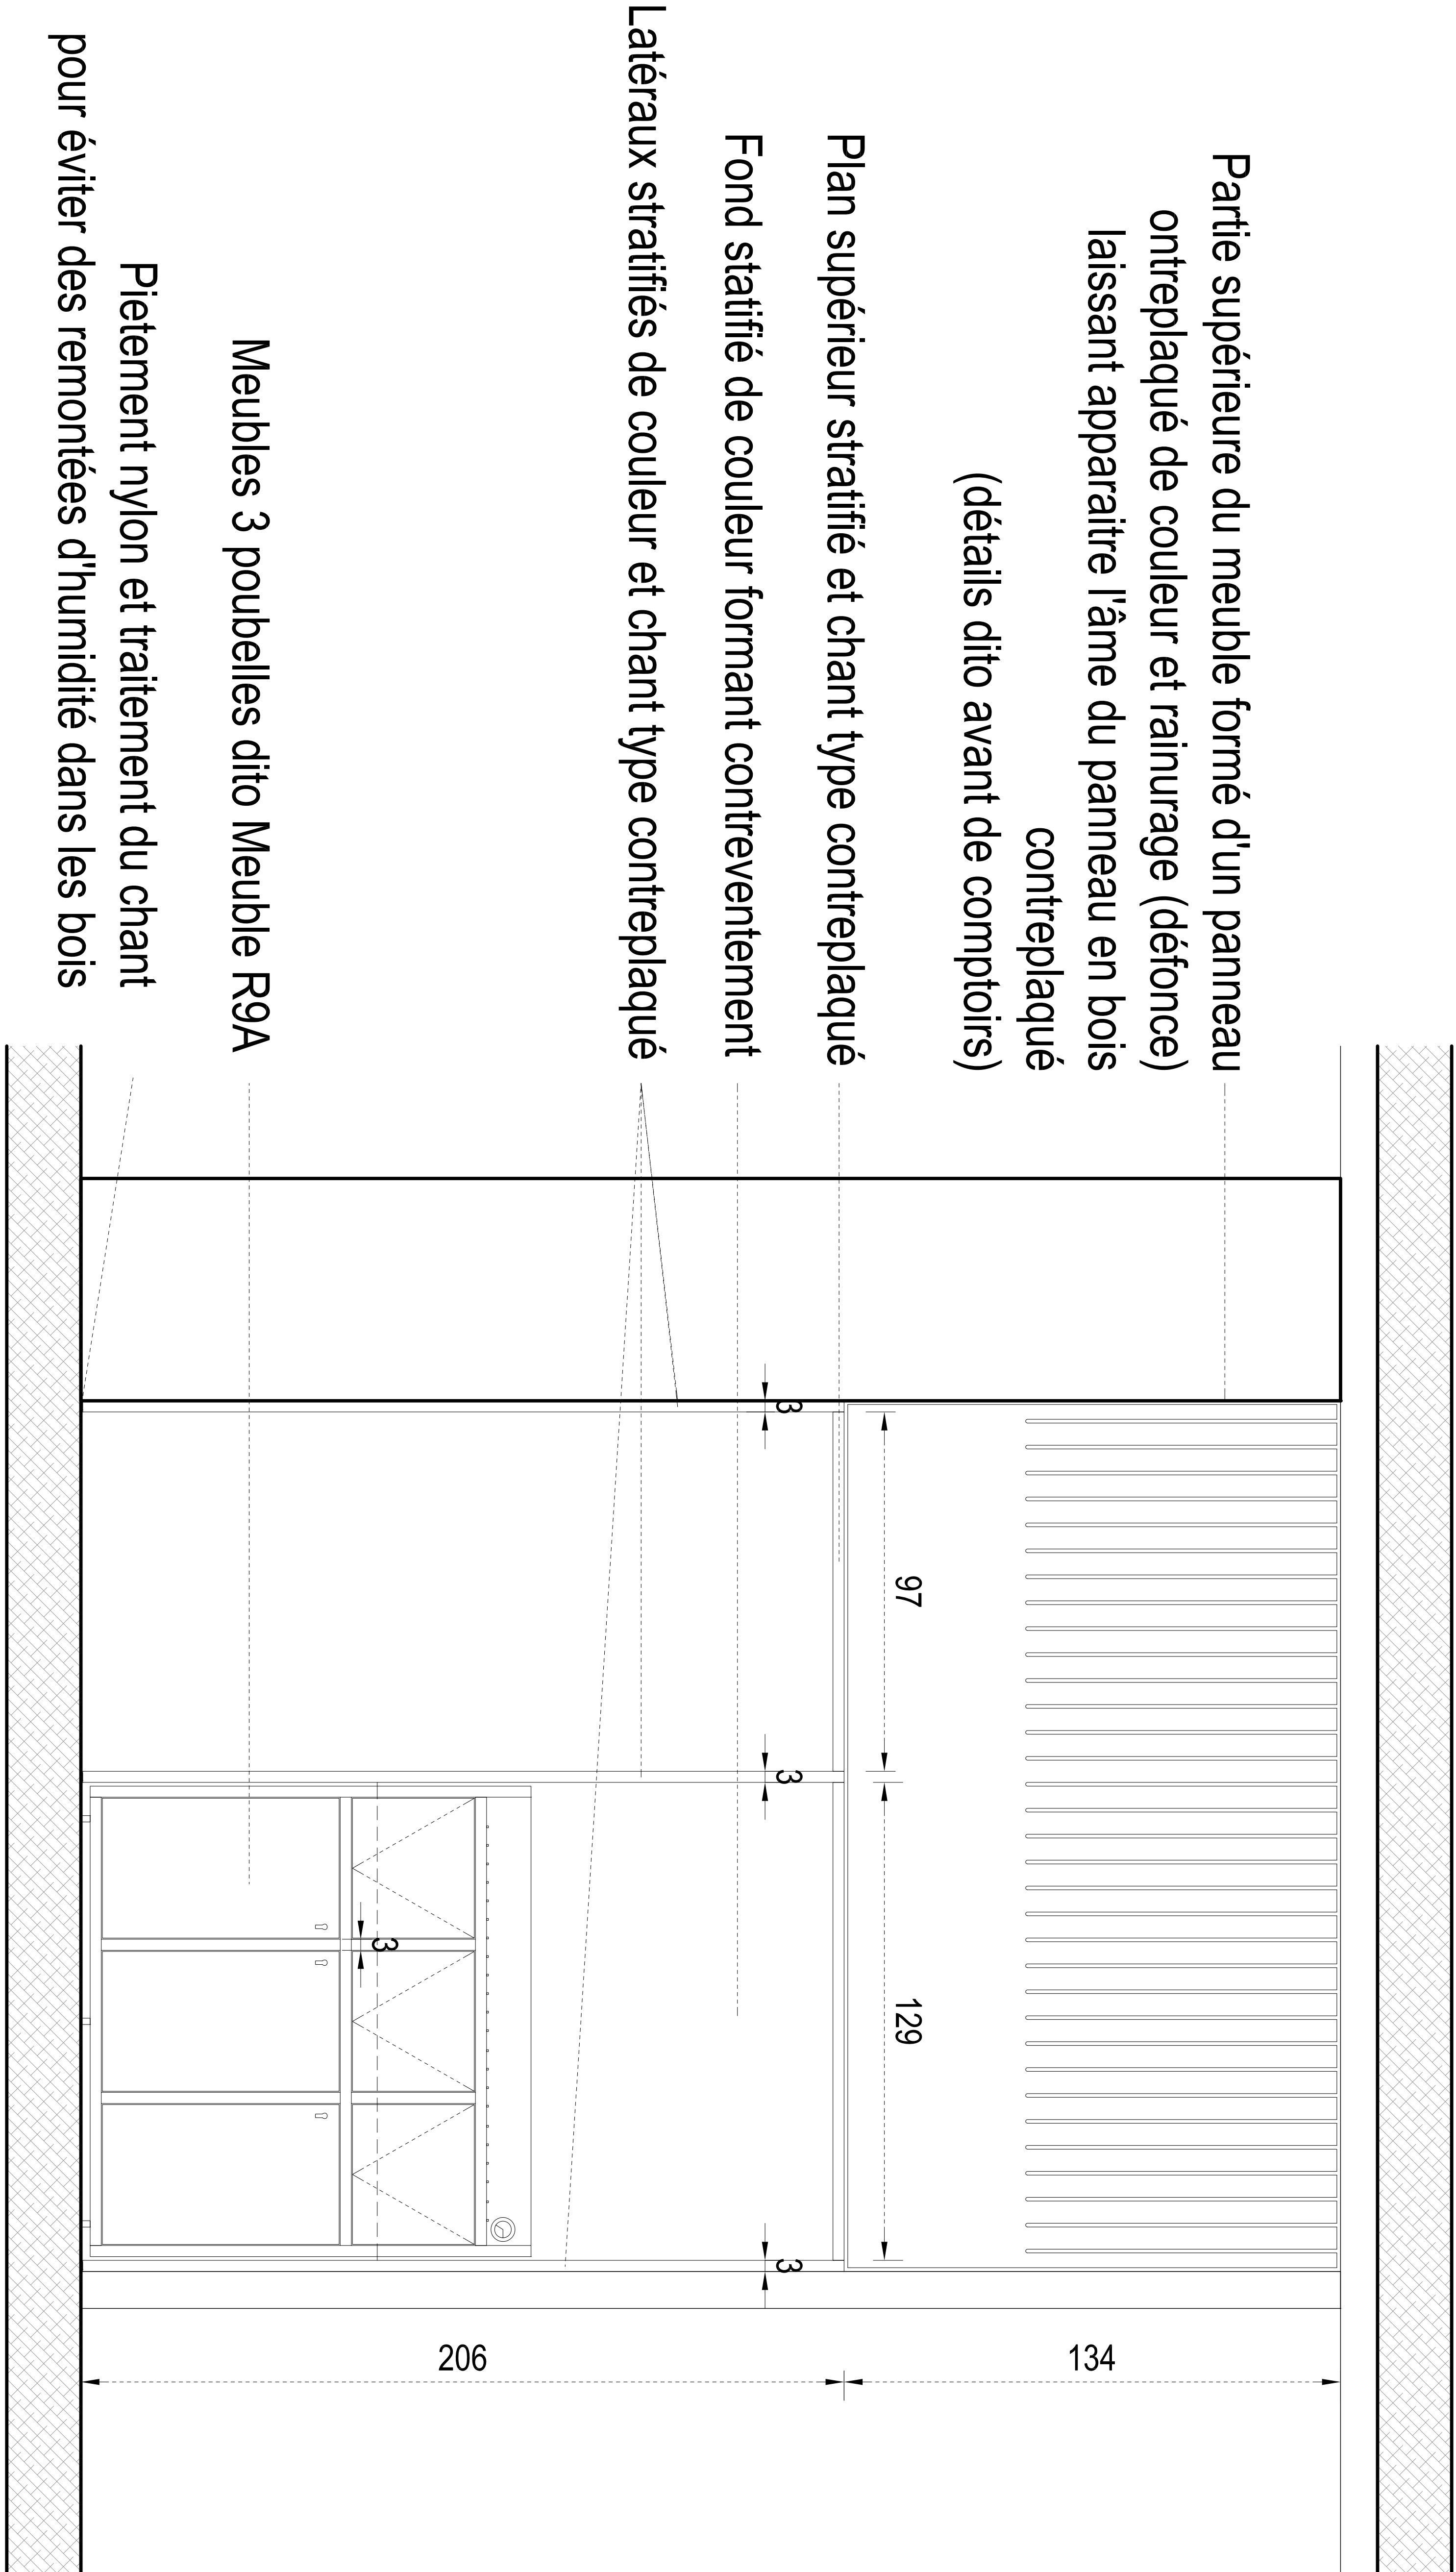 Partie supérieure du meuble formé d'un panneau
ontreplaqué de couleur et rainurage (défonce)
laissant apparaitre l'âme du panneau en bois
contreplaqué
(détails dito avant de comptoirs)
Plan supérieur stratifié et chant type contreplaqué
Fond statifié de couleur formant contreventement
Latéraux stratifiés de couleur et chant type contreplaqué
Meubles 3 poubelles dito Meuble R9A
Pietement nylon et traitement du chant
pour éviter des remontées d'humidité dans les bois
97
129
3
3
3
3
134
206